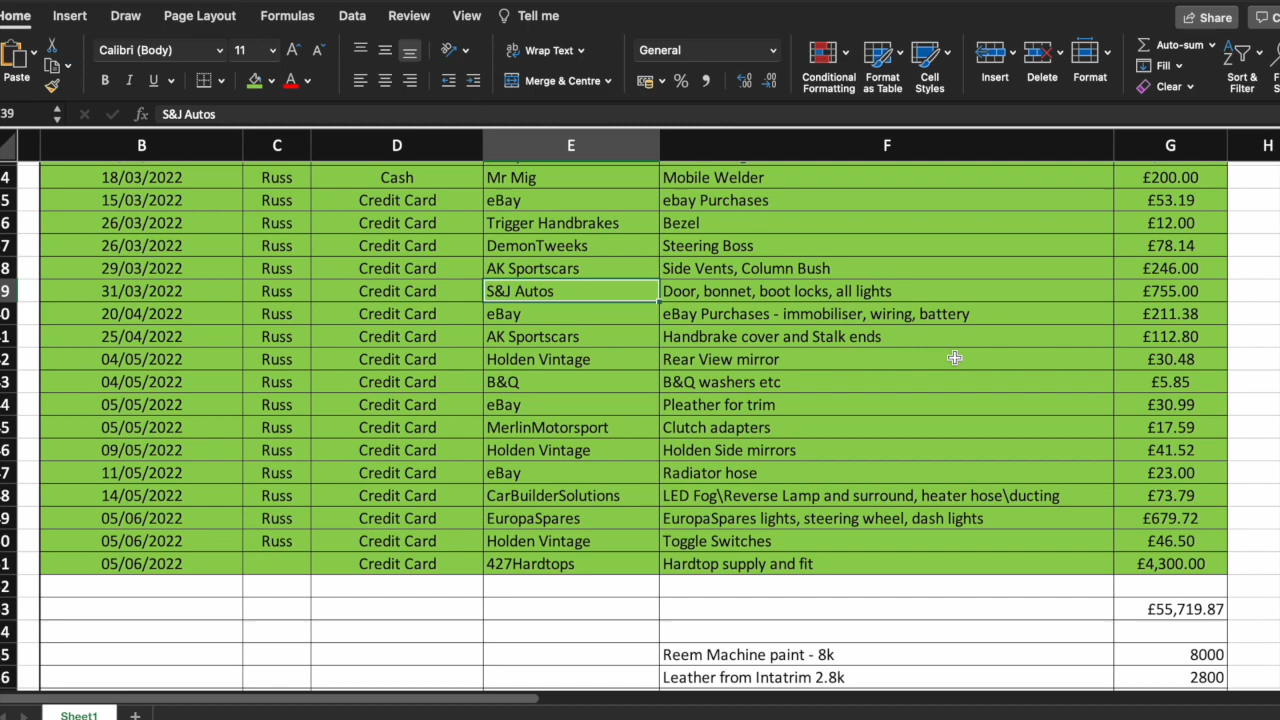 Home Insert Draw Page Layout Formulas Data Review View Tell me Share
Paste Calibri (Body) 11 A A Wrap Text General Conditional Formatting Format as Table Cell Styles Insert Delete Format Auto-sum Fill Clear Sort & Filter
B I U A Merge & Centre % 
39 fx S&J Autos
B C D E F G H
4 18/03/2022 Russ Cash Mr Mig Mobile Welder £200.00
5 15/03/2022 Russ Credit Card eBay ebay Purchases £53.19
6 26/03/2022 Russ Credit Card Trigger Handbrakes Bezel £12.00
7 26/03/2022 Russ Credit Card DemonTweeks Steering Boss £78.14
8 29/03/2022 Russ Credit Card AK Sportscars Side Vents, Column Bush £246.00
9 31/03/2022 Russ Credit Card S&J Autos Door, bonnet, boot locks, all lights £755.00
0 20/04/2022 Russ Credit Card eBay eBay Purchases - immobiliser, wiring, battery £211.38
1 25/04/2022 Russ Credit Card AK Sportscars Handbrake cover and Stalk ends £112.80
2 04/05/2022 Russ Credit Card Holden Vintage Rear View mirror £30.48
3 04/05/2022 Russ Credit Card B&Q B&Q washers etc £5.85
4 05/05/2022 Russ Credit Card eBay Pleather for trim £30.99
5 05/05/2022 Russ Credit Card MerlinMotorsport Clutch adapters £17.59
6 09/05/2022 Russ Credit Card Holden Vintage Holden Side mirrors £41.52
7 11/05/2022 Russ Credit Card eBay Radiator hose £23.00
8 14/05/2022 Russ Credit Card CarBuilderSolutions LED Fog\Reverse Lamp and surround, heater hose\ducting £73.79
9 05/06/2022 Russ Credit Card EuropaSpares EuropaSpares lights, steering wheel, dash lights £679.72
0 05/06/2022 Russ Credit Card Holden Vintage Toggle Switches £46.50
1 05/06/2022 Credit Card 427Hardtops Hardtop supply and fit £4,300.00
2
3 £55,719.87
4
5 Reem Machine paint - 8k 8000
6 Leather from Intatrim 2.8k 2800
Sheet1 +